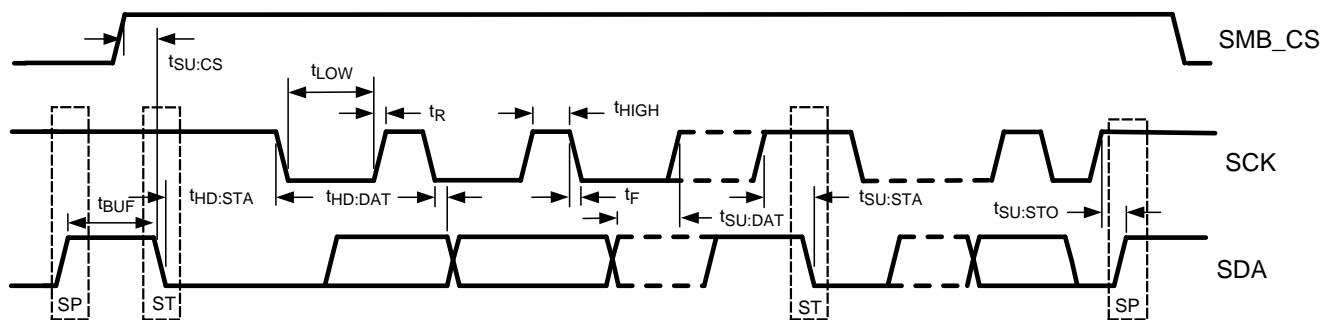 SMB_CS
tSU:CS
tLOW
tR
tHIGH
SCK
tHD:STA
tHD:DAT
tF
tSU:DAT
tSU:STA
tSU:STO
tBUF
SDA
SP
ST
ST
SP